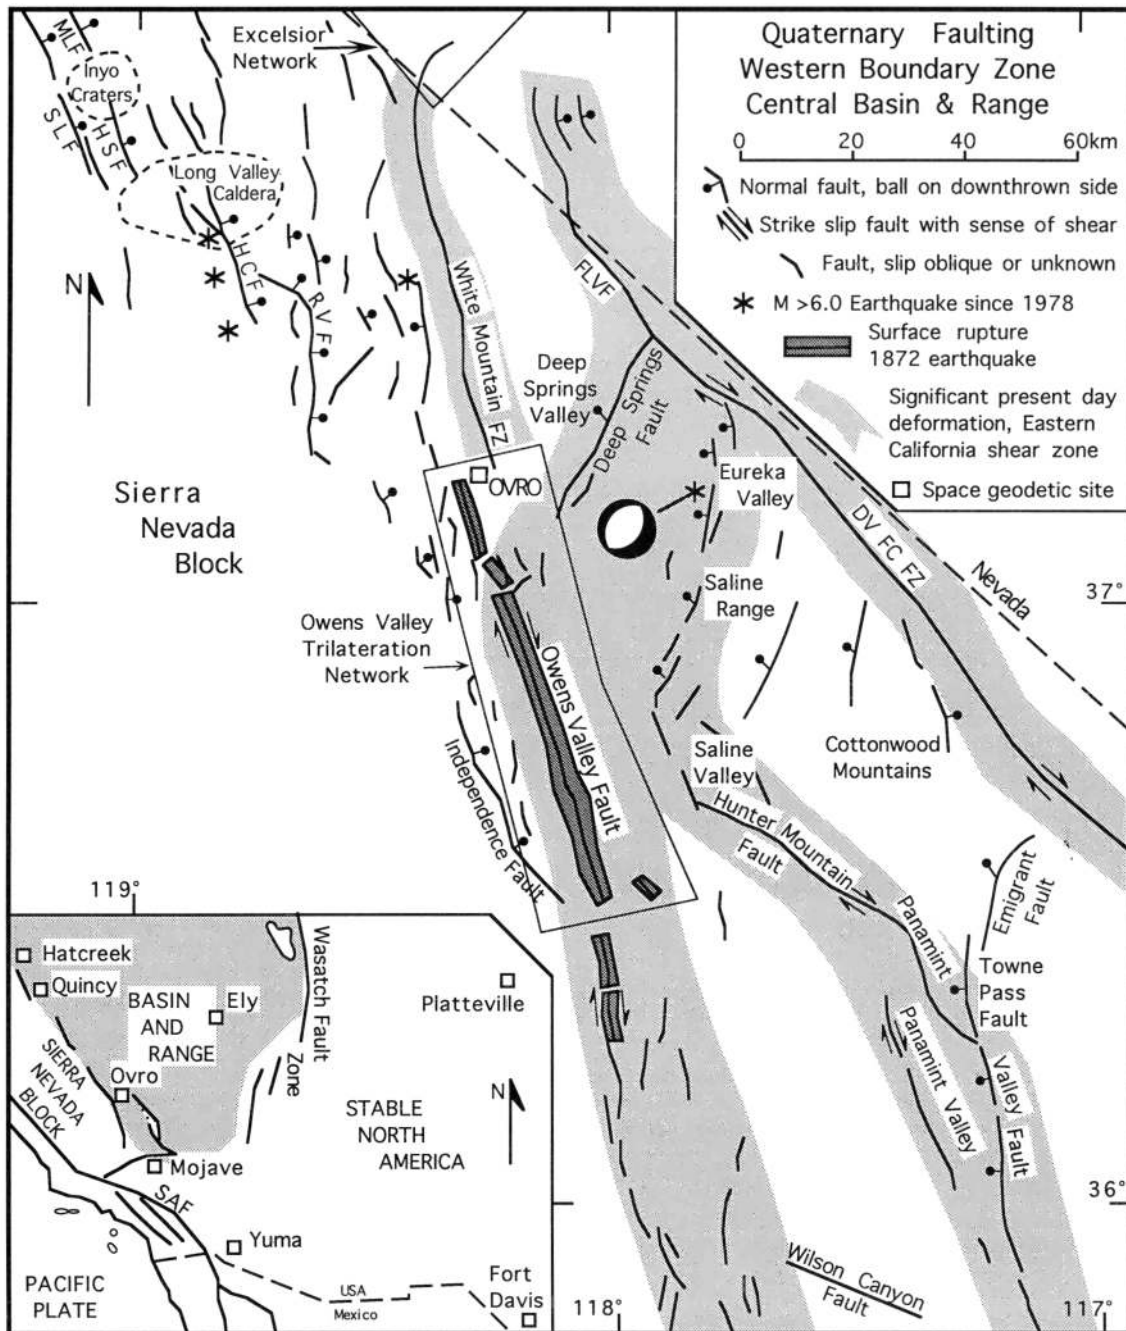 Quaternary Faulting
Western Boundary Zone
Central Basin & Range
0 20 40 60km
Normal fault, ball on downthrown side
Strike slip fault with sense of shear
Fault, slip oblique or unknown
M >6.0 Earthquake since 1978
Surface rupture
1872 earthquake
Significant present day
deformation, Eastern
California shear zone
Space geodetic site
Excelsior
Network
MLF
Inyo
Craters
SLF
HSF
Long Valley
Caldera
HCF
RVF
N
White Mountain FZ
FLVF
Deep
Springs
Valley
Deep Springs
Fault
OVRO
Eureka
Valley
Sierra
Nevada
Block
DV FC FZ
Nevada
37°
Saline
Range
Owens Valley
Trilateration
Network
Owens Valley Fault
Independence Fault
Saline
Valley
Cottonwood
Mountains
Hunter Mountain
Fault
Panamint
Emigrant
Fault
Towne
Pass
Fault
Panamint Valley
Valley Fault
36°
Wilson Canyon
Fault
118°
117°
119°
Hatcreek
Quincy
BASIN
AND
RANGE
Ely
Wasatch Fault
Zone
Platteville
SIERRA
NEVADA
BLOCK
Ovro
N
STABLE
NORTH
AMERICA
Mojave
SAF
Yuma
PACIFIC
PLATE
USA
Mexico
Fort
Davis